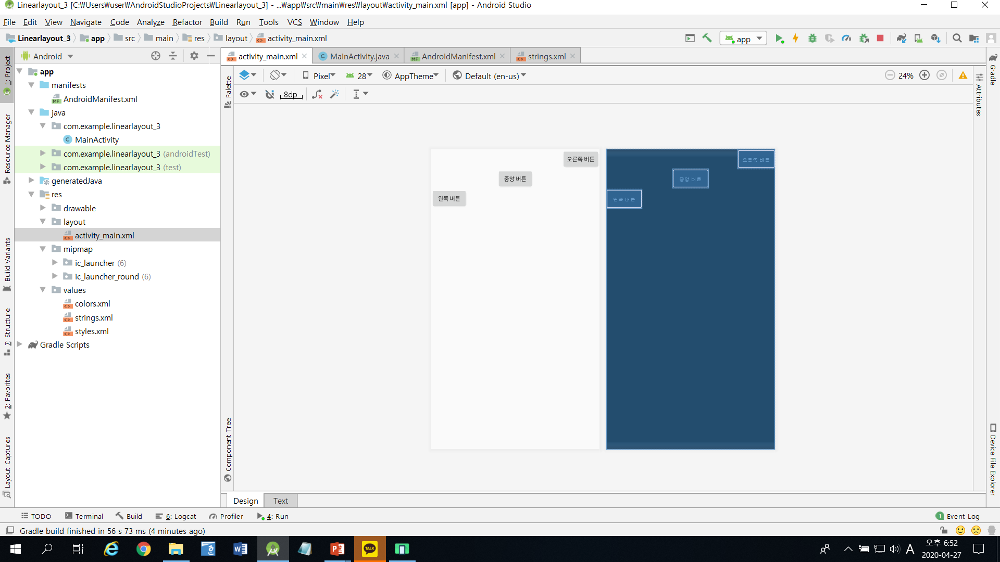 Linearlayout_3 [C:₩Users₩user₩AndroidStudioProjects₩Linearlayout_3] - ...₩app₩src₩main₩res₩layout₩activity_main.xml [app] - Android Studio
File Edit View Navigate Code Analyze Refactor Build Run Tools VCS Window Help
Linearlayout_3 app src main res layout activity_main.xml
app
1: Project
Resource Manager
Build Variants
7: Structure
2: Favorites
Layout Captures
Android
app
manifests
AndroidManifest.xml
java
com.example.linearlayout_3
MainActivity
com.example.linearlayout_3 (androidTest)
com.example.linearlayout_3 (test)
generatedJava
res
drawable
layout
activity_main.xml
mipmap
ic_launcher (6)
ic_launcher_round (6)
values
colors.xml
strings.xml
styles.xml
Gradle Scripts
activity_main.xml MainActivity.java AndroidManifest.xml strings.xml
Palette
Component Tree
Pixel 28 AppTheme Default (en-us) 24%
8dp
오른쪽 버튼
중앙 버튼
왼쪽 버튼
오른쪽 버튼
중앙 버튼
왼쪽 버튼
Attributes
Gradle
Device File Explorer
Design Text
TODO Terminal Build 6: Logcat Profiler 4: Run 1 Event Log
Gradle build finished in 56 s 73 ms (4 minutes ago)
TALK
A
오후 6:52
2020-04-27